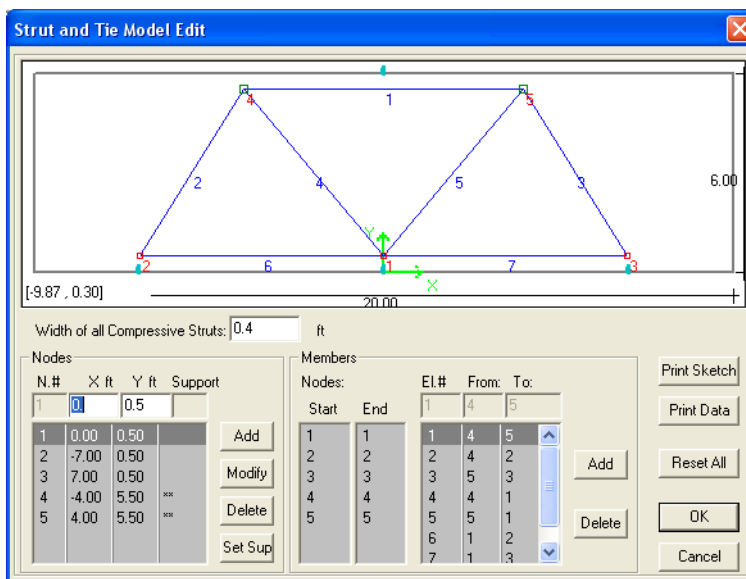 Strut and Tie Model Edit
4 1 5
2 4 5 3 6.00
Y
2 6 1 7 3
X
[-9.87 , 0.30] 20.00
Width of all Compressive Struts: 0.4 ft
Nodes Members
N.# X ft Y ft Support Nodes: El.# From: To: Print Sketch
1 0. 0.5 Start End 1 4 5 Print Data
1 0.00 0.50 Add 1 1 1 4 5
2 -7.00 0.50 2 2 2 4 2
3 7.00 0.50 Modify 3 3 3 5 3 Add Reset All
4 -4.00 5.50 ** 4 4 4 4 1
5 4.00 5.50 ** Delete 5 5 5 5 1 Delete OK
6 1 2
Set Sup 7 1 3 Cancel